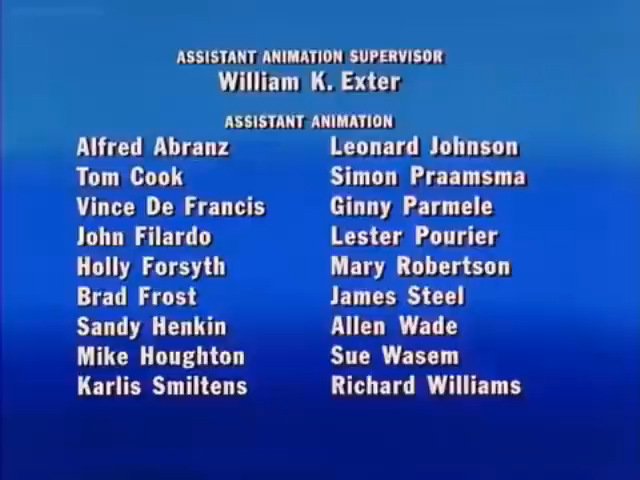 ASSISTANT ANIMATION SUPERVISOR
William K. Exter
ASSISTANT ANIMATION
Alfred Abranz
Tom Cook
Vince De Francis
John Filardo
Holly Forsyth
Brad Frost
Sandy Henkin
Mike Houghton
Karlis Smiltens
Leonard Johnson
Simon Praamsma
Ginny Parmele
Lester Pourier
Mary Robertson
James Steel
Allen Wade
Sue Wasem
Richard Williams